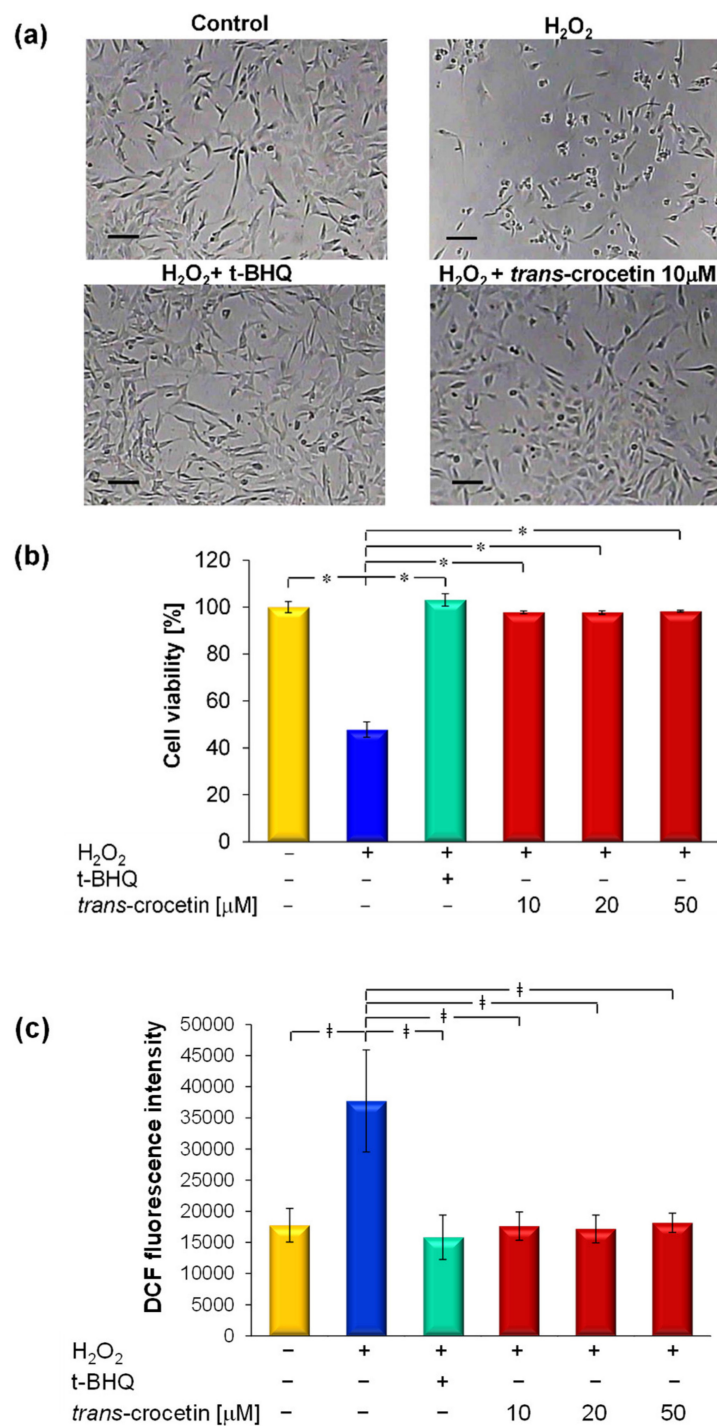 (a)
Control
H₂O₂
H₂O₂+ t-BHQ
H₂O₂ + trans-crocetin 10μM
(b)
* * * * *
Cell viability [%]
120
100
80
60
40
20
0
H₂O₂ – + + + + +
t-BHQ – – + – – –
trans-crocetin [μM] – – – 10 20 50
(c)
ǂ ǂ ǂ ǂ ǂ
DCF fluorescence intensity
50000
45000
40000
35000
30000
25000
20000
15000
10000
5000
0
H₂O₂ – + + + + +
t-BHQ – – + – – –
trans-crocetin [μM] – – – 10 20 50